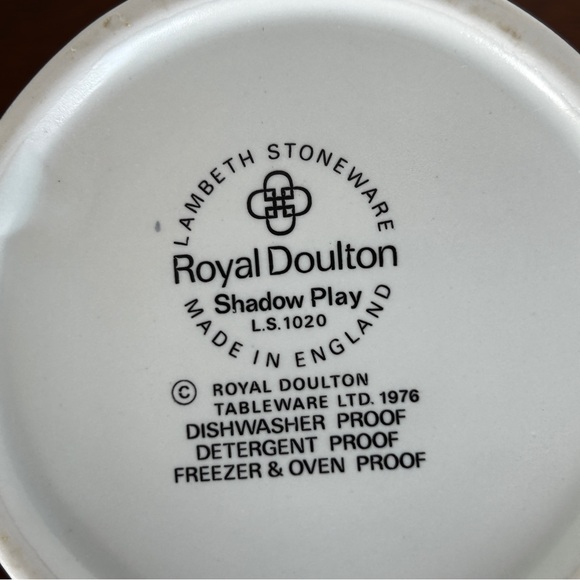 LAMBETH STONEWARE
Royal Doulton
Shadow Play
L.S.1020
MADE IN ENGLAND
© ROYAL DOULTON
TABLEWARE LTD. 1976
DISHWASHER PROOF
DETERGENT PROOF
FREEZER & OVEN PROOF